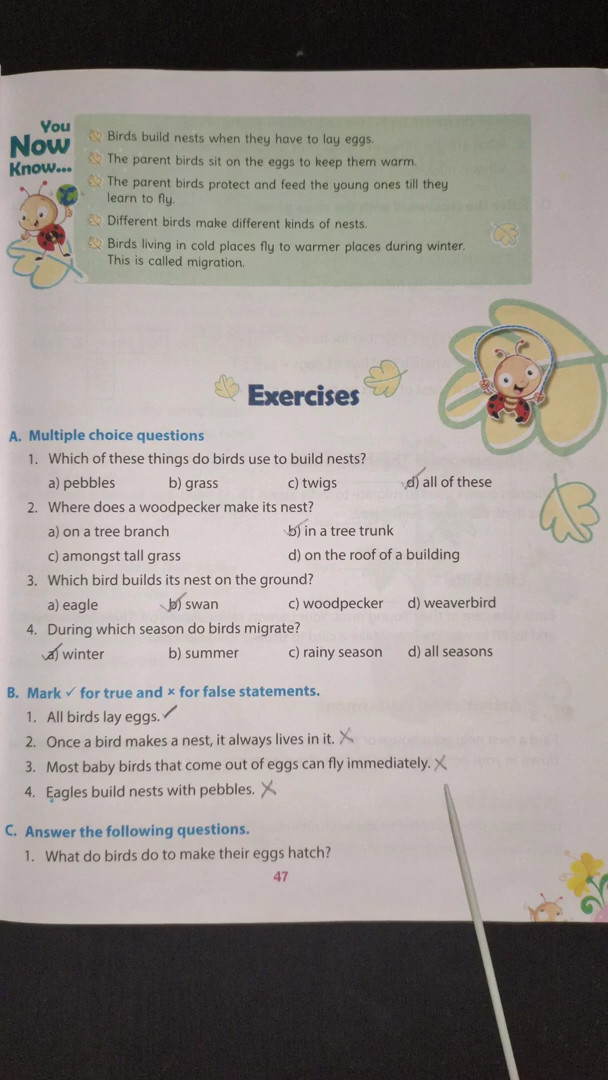 You
Now
Know...
Birds build nests when they have to lay eggs.
The parent birds sit on the eggs to keep them warm.
The parent birds protect and feed the young ones till they
learn to fly.
Different birds make different kinds of nests.
Birds living in cold places fly to warmer places during winter.
This is called migration.
Exercises
A. Multiple choice questions
1. Which of these things do birds use to build nests?
a) pebbles b) grass c) twigs d) all of these
2. Where does a woodpecker make its nest?
a) on a tree branch b) in a tree trunk
c) amongst tall grass d) on the roof of a building
3. Which bird builds its nest on the ground?
a) eagle b) swan c) woodpecker d) weaverbird
4. During which season do birds migrate?
a) winter b) summer c) rainy season d) all seasons
B. Mark ✓ for true and × for false statements.
1. All birds lay eggs. ✓
2. Once a bird makes a nest, it always lives in it. ×
3. Most baby birds that come out of eggs can fly immediately. ×
4. Eagles build nests with pebbles. ×
C. Answer the following questions.
1. What do birds do to make their eggs hatch?
47